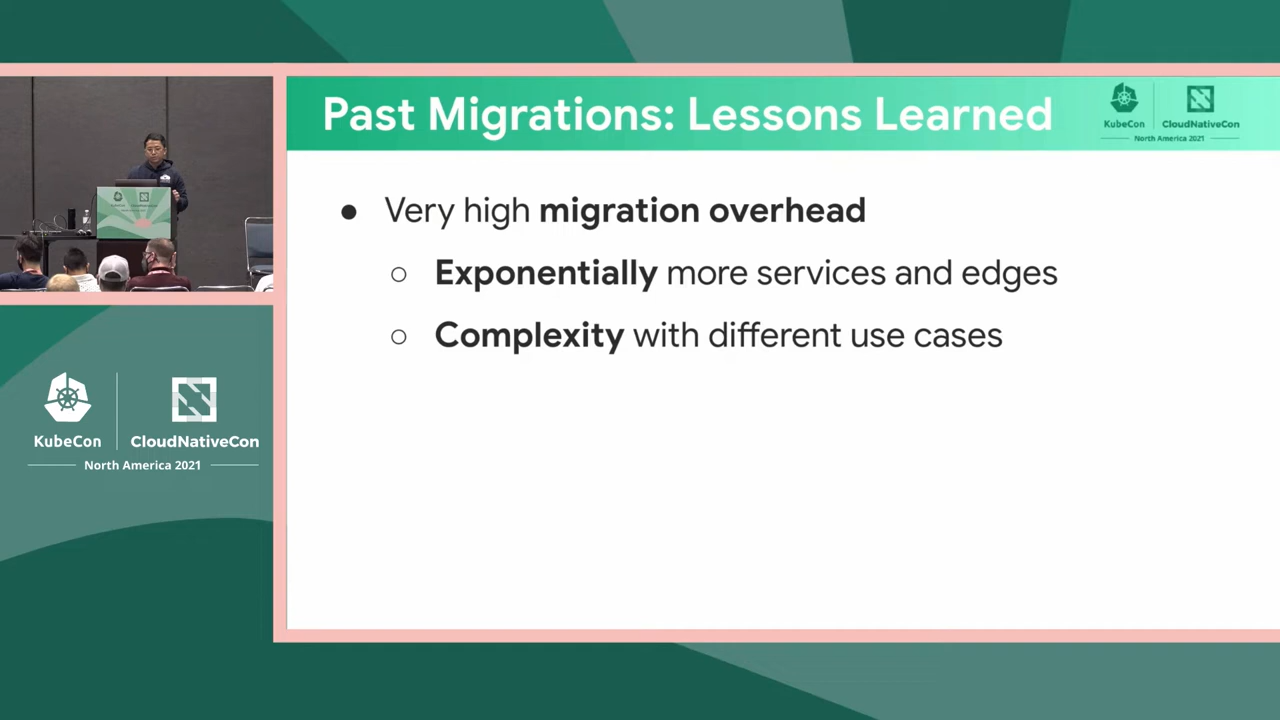 Past Migrations: Lessons Learned
KubeCon
CloudNativeCon
North America 2021
● Very high migration overhead
○ Exponentially more services and edges
○ Complexity with different use cases
KubeCon
CloudNativeCon
North America 2021